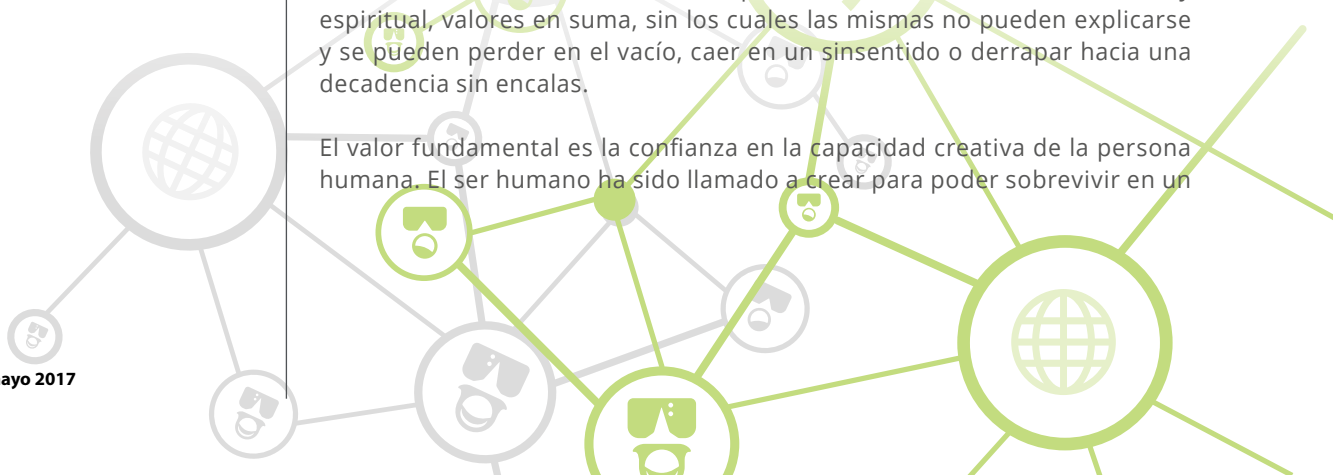 espiritual, valores en suma, sin los cuales las mismas no pueden explicarse
y se pueden perder en el vacío, caer en un sinsentido o derrapar hacia una
decadencia sin encalas.
El valor fundamental es la confianza en la capacidad creativa de la persona
humana. El ser humano ha sido llamado a crear para poder sobrevivir en un
ayo 2017